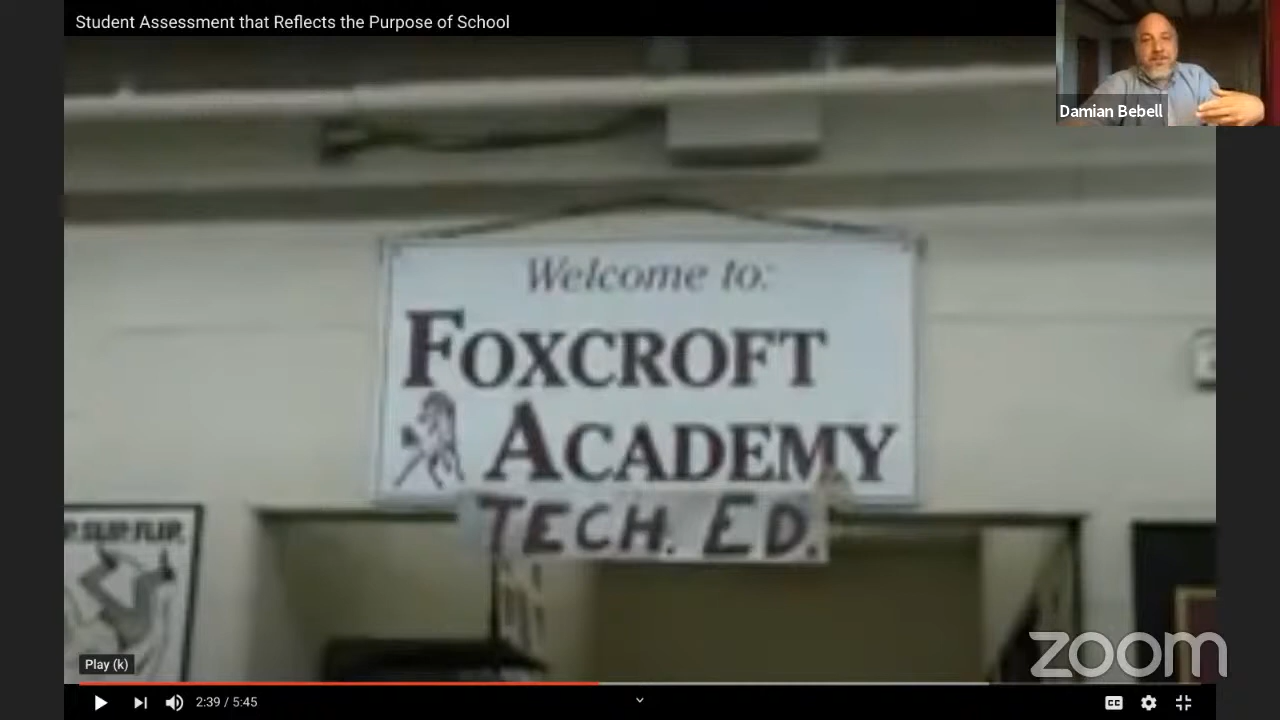 Student Assessment that Reflects the Purpose of School
Damian Bebell
Welcome to:
FOXCROFT
ACADEMY
TECH. ED.
SLIP, FLIP,
Play (k)
zoom
2:39 / 5:45
CC